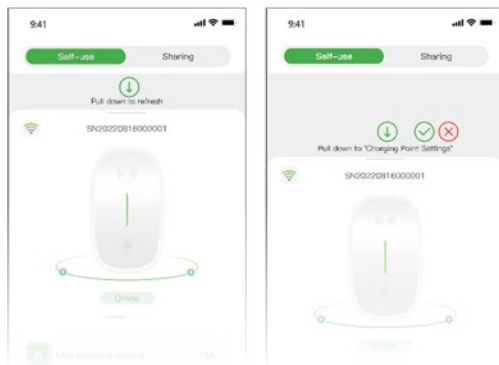 9:41
Self-use Sharing
Pull down to refresh
SN20220816000001
Online
Max charging current 16A
9:41
Self-use Sharing
Pull down to "Charging Point Settings"
SN20220816000001
Online